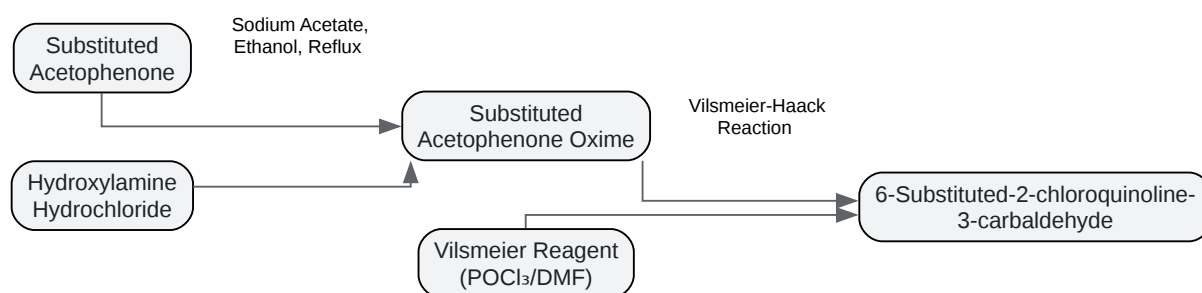 Substituted
Acetophenone
Sodium Acetate,
Ethanol, Reflux
Hydroxylamine
Hydrochloride
Substituted
Acetophenone Oxime
Vilsmeier-Haack
Reaction
Vilsmeier Reagent
(POCl₃/DMF)
6-Substituted-2-chloroquinoline-
3-carbaldehyde